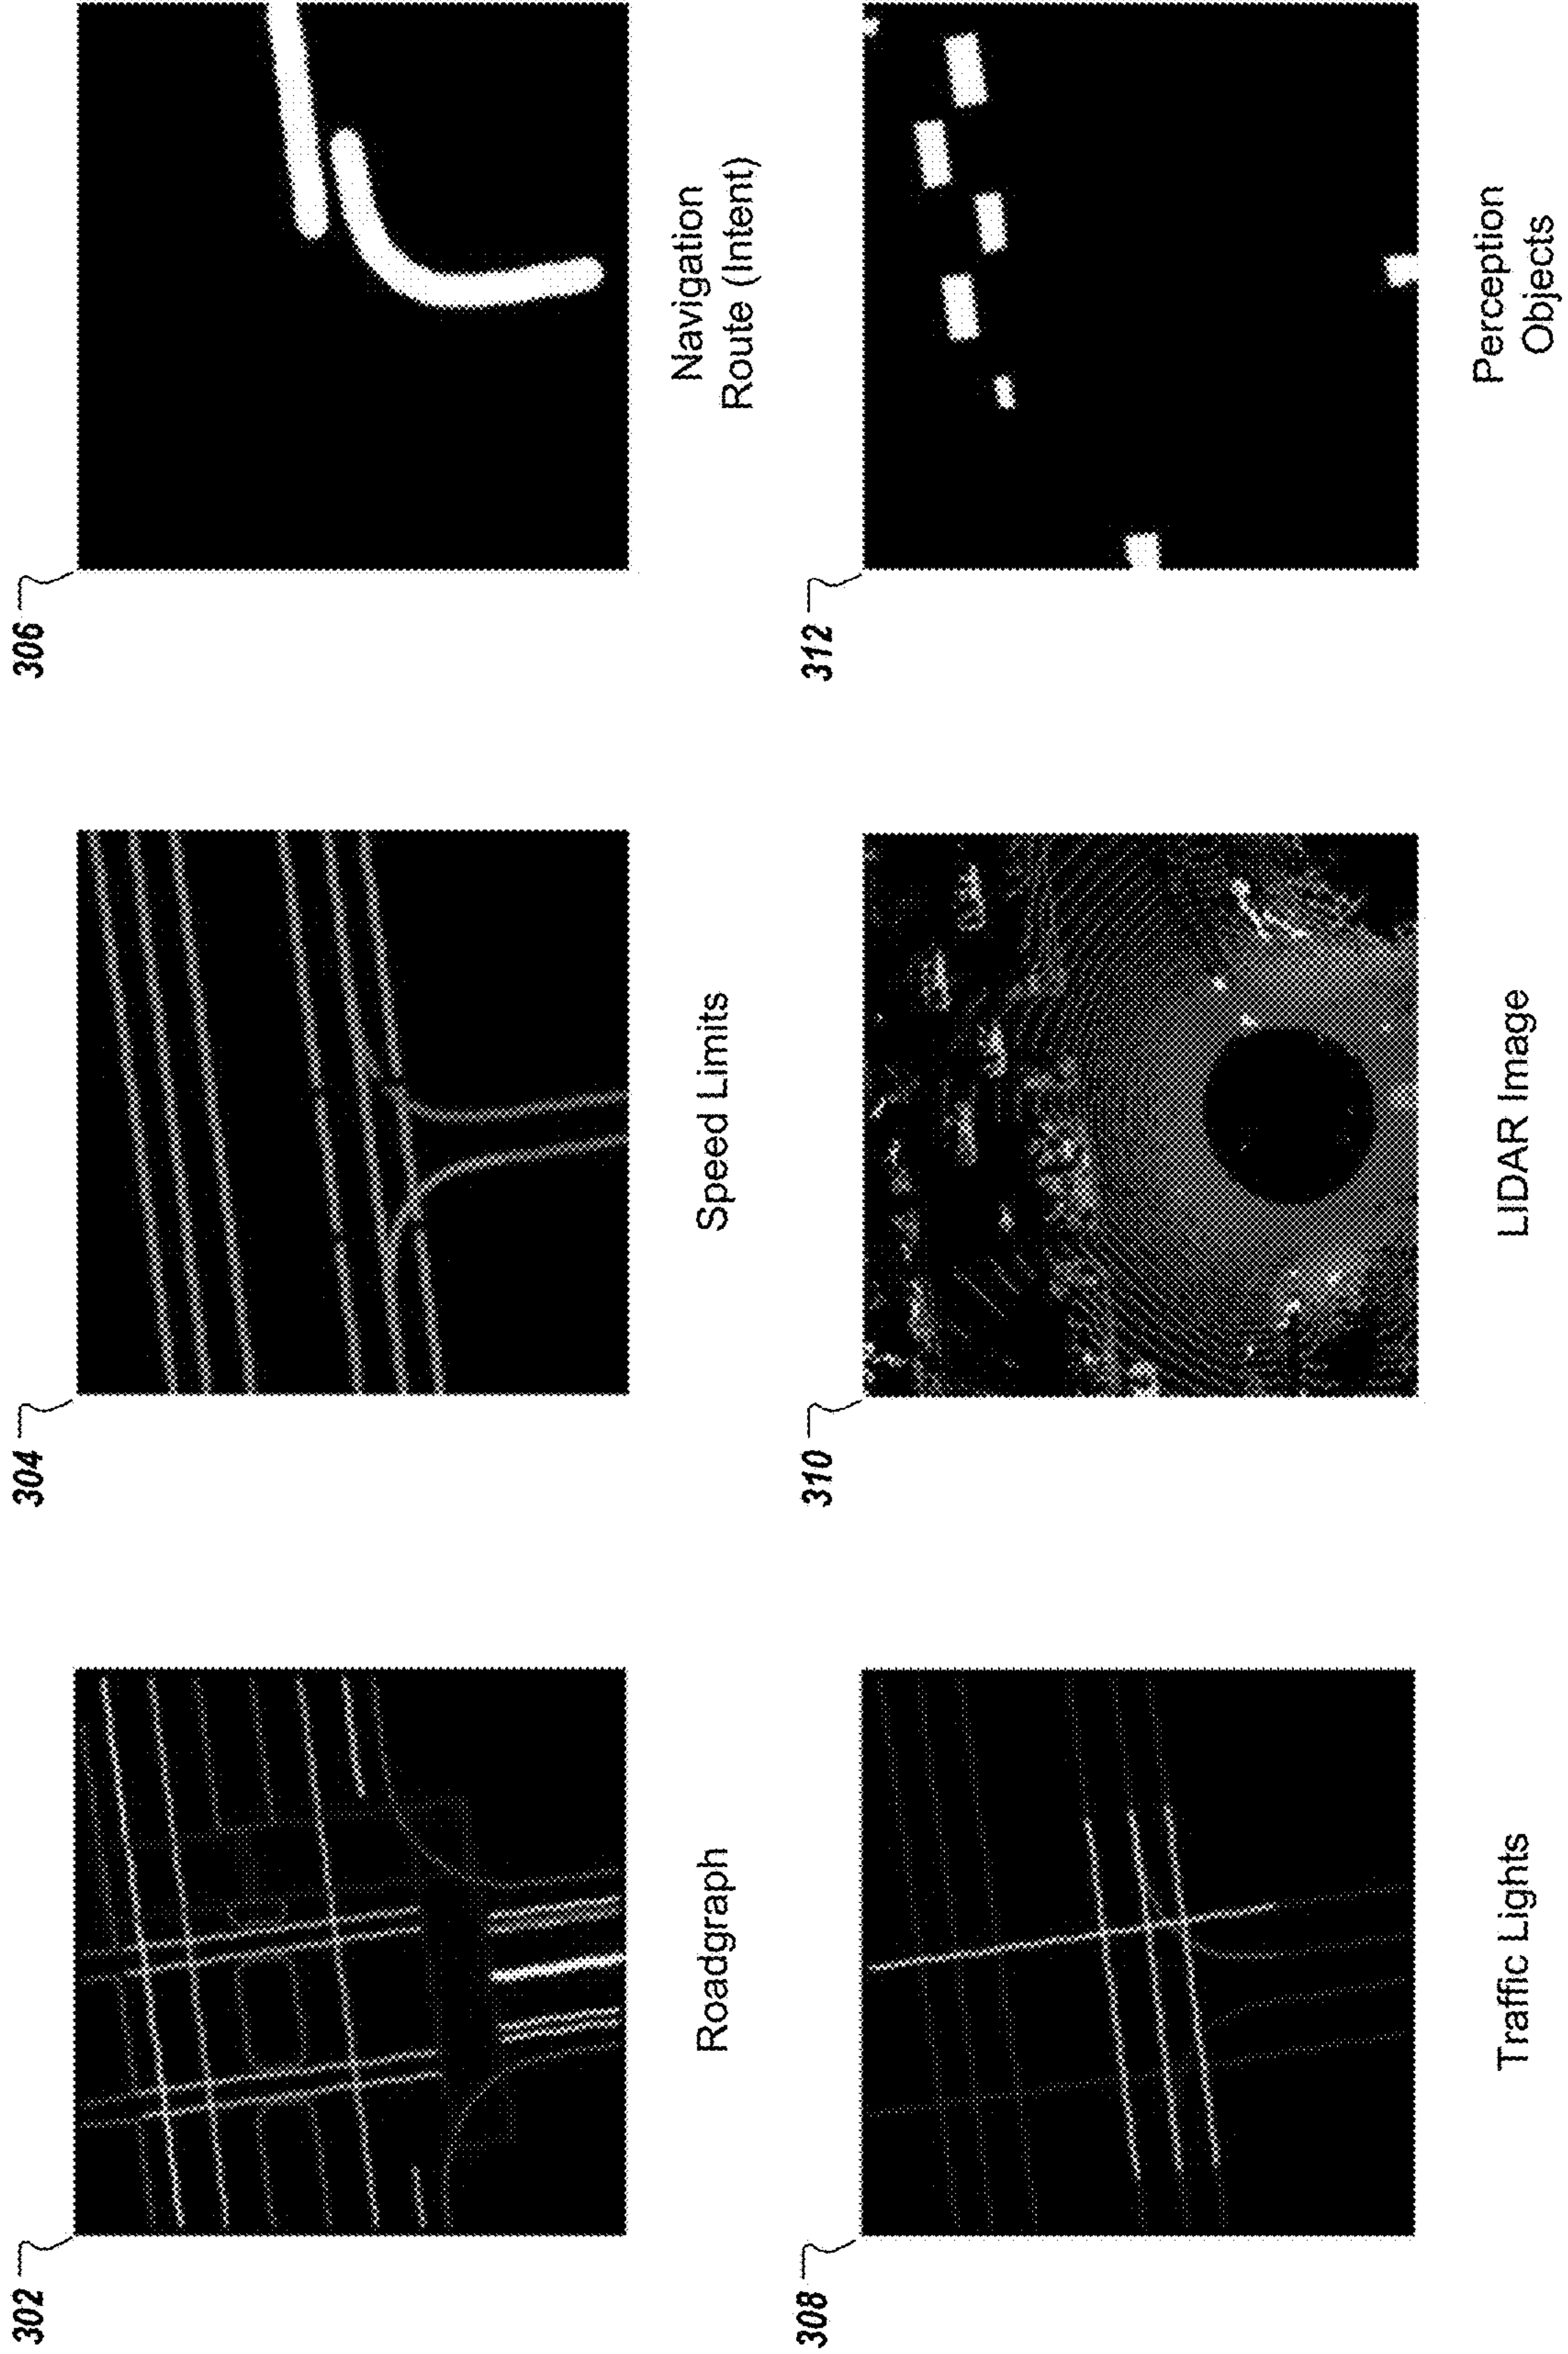 302
304
306
Roadgraph
Speed Limits
Navigation
Route (Intent)
308
310
312
Traffic Lights
LIDAR Image
Perception
Objects